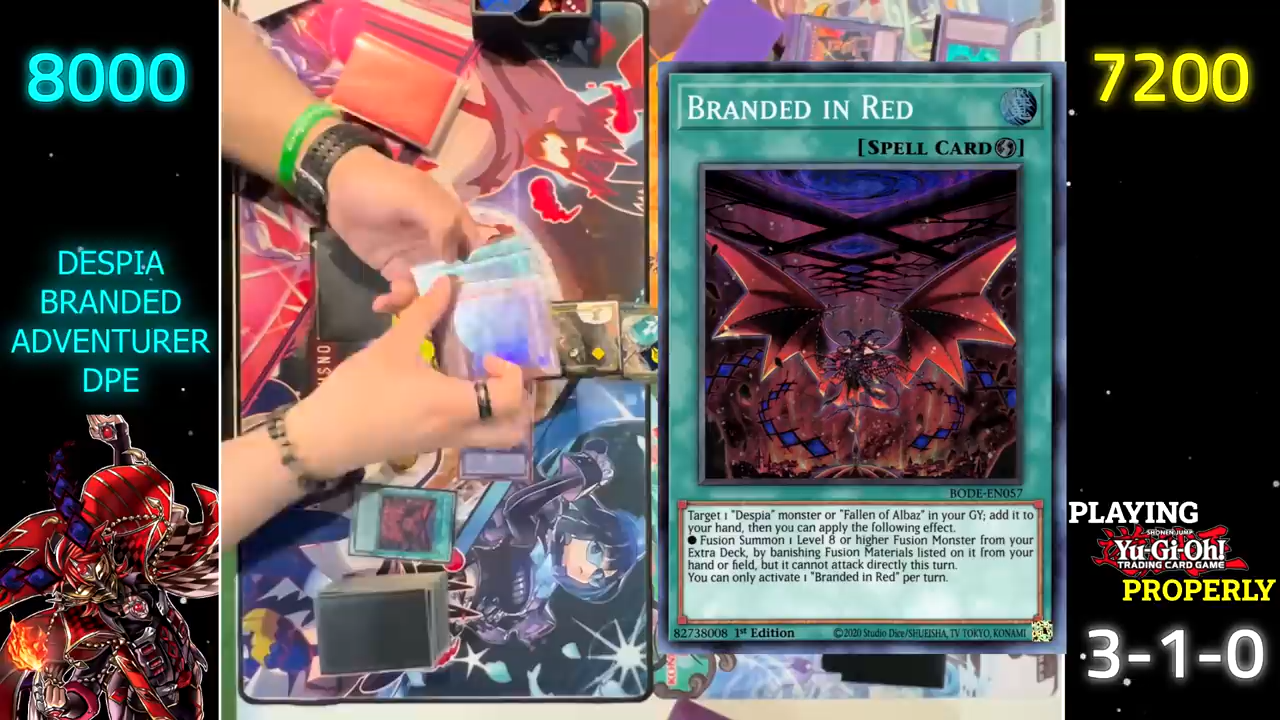 8000
7200
DESPIA
BRANDED
ADVENTURER
DPE
BRANDED IN RED
[SPELL CARD]
BODE-EN057
Target 1 "Despia" monster or "Fallen of Albaz" in your GY; add it to
your hand, then you can apply the following effect.
● Fusion Summon 1 Level 8 or higher Fusion Monster from your
Extra Deck, by banishing Fusion Materials listed on it from your
hand or field, but it cannot attack directly this turn.
You can only activate 1 "Branded in Red" per turn.
82738008 1st Edition
©2020 Studio Dice/SHUEISHA, TV TOKYO, KONAMI
PLAYING
SHONEN JUMP
Yu-Gi-Oh!
TRADING CARD GAME
PROPERLY
3-1-0